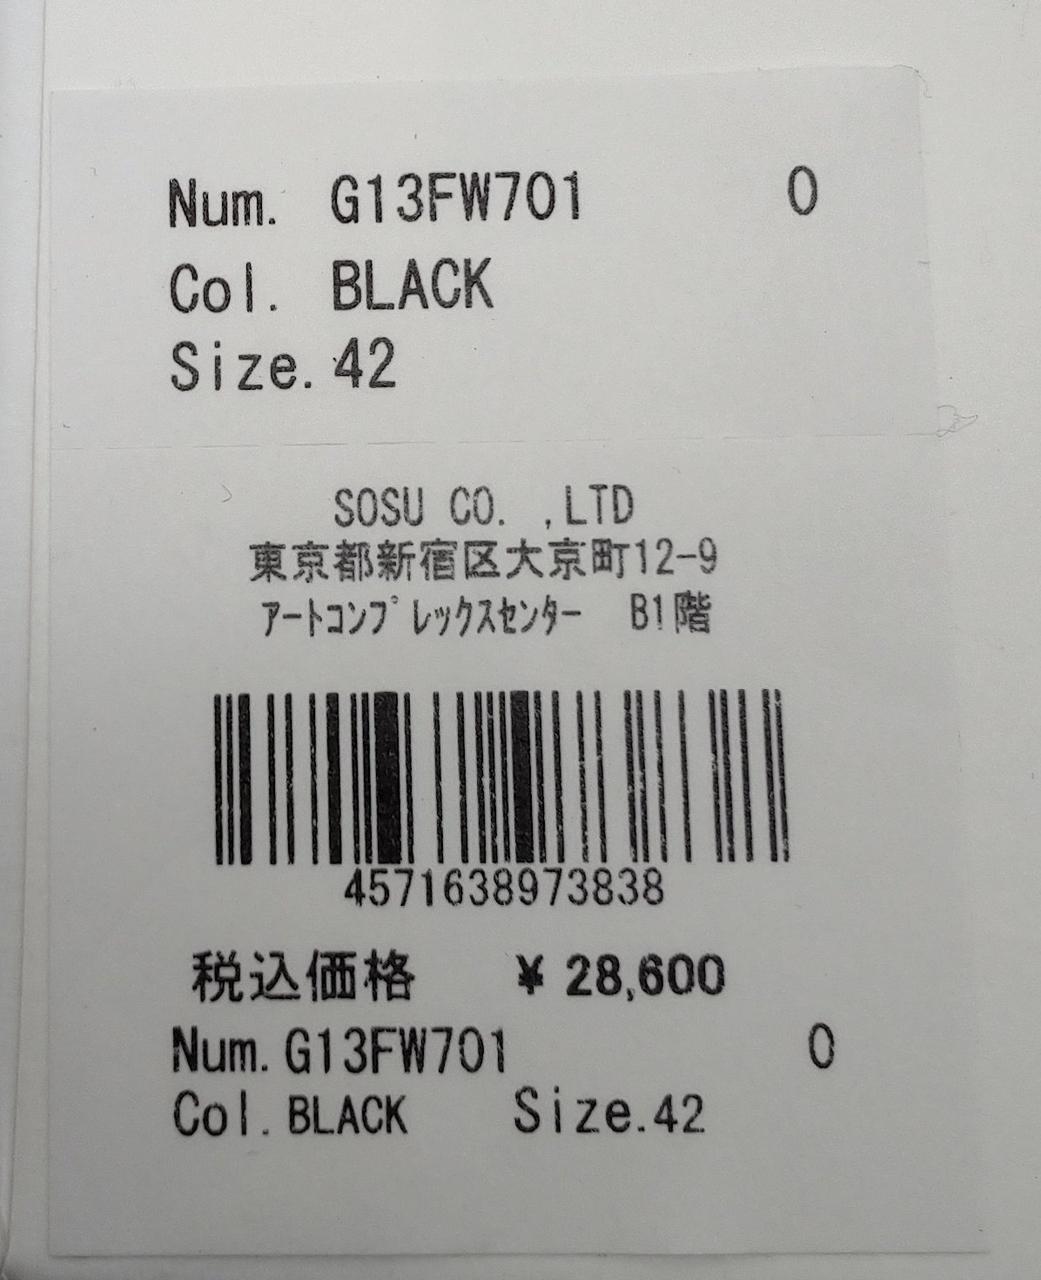 Num. G13FW701 0
Col. BLACK
Size. 42
SOSU CO. ,LTD
東京都新宿区大京町12-9
ｱｰﾄｺﾝﾌﾟﾚｯｸｽｾﾝﾀｰ B1階
4571638973838
税込価格 ¥ 28,600
Num. G13FW701 0
Col. BLACK Size. 42